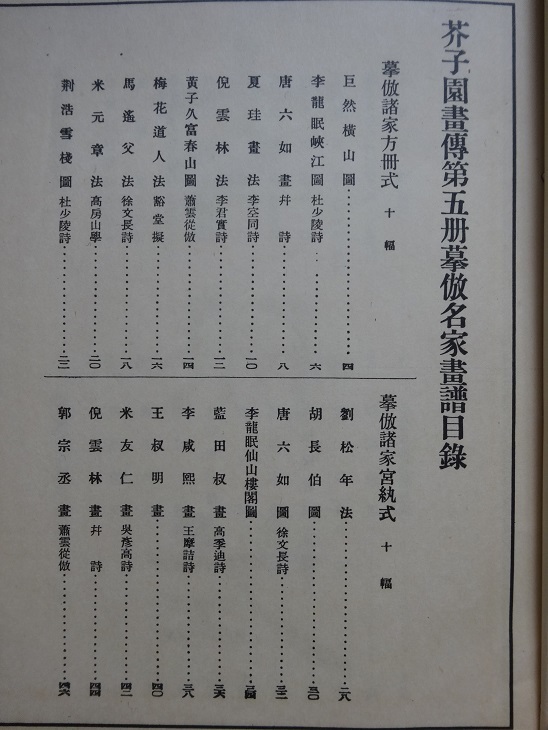 芥子園畫傳第五册摹倣名家畫譜目錄
摹倣諸家方冊式 十幅
巨然橫山圖……四
李龍眠峽江圖 杜少陵詩……六
唐六如畫幷詩……八
夏珪畫法 李空同詩……一〇
倪雲林法 李君實詩……一二
黃子久富春山圖 蕭雲從倣……一四
梅花道人法 豁堂擬……一六
馬遙父法 徐文長詩……一八
米元章法 高房山學……二〇
荆浩雪棧圖 杜少陵詩……二二
摹倣諸家宮紈式 十幅
劉松年法……二八
胡長伯圖……三〇
唐六如圖 徐文長詩……三二
李龍眠仙山樓閣圖……三四
藍田叔畫 高季迪詩……三六
李咸熙畫 王摩詰詩……三八
王叔明畫……四〇
米友仁畫 吳彥高詩……四二
倪雲林畫幷詩……四四
郭宗丞畫 蕭雲從倣……四六